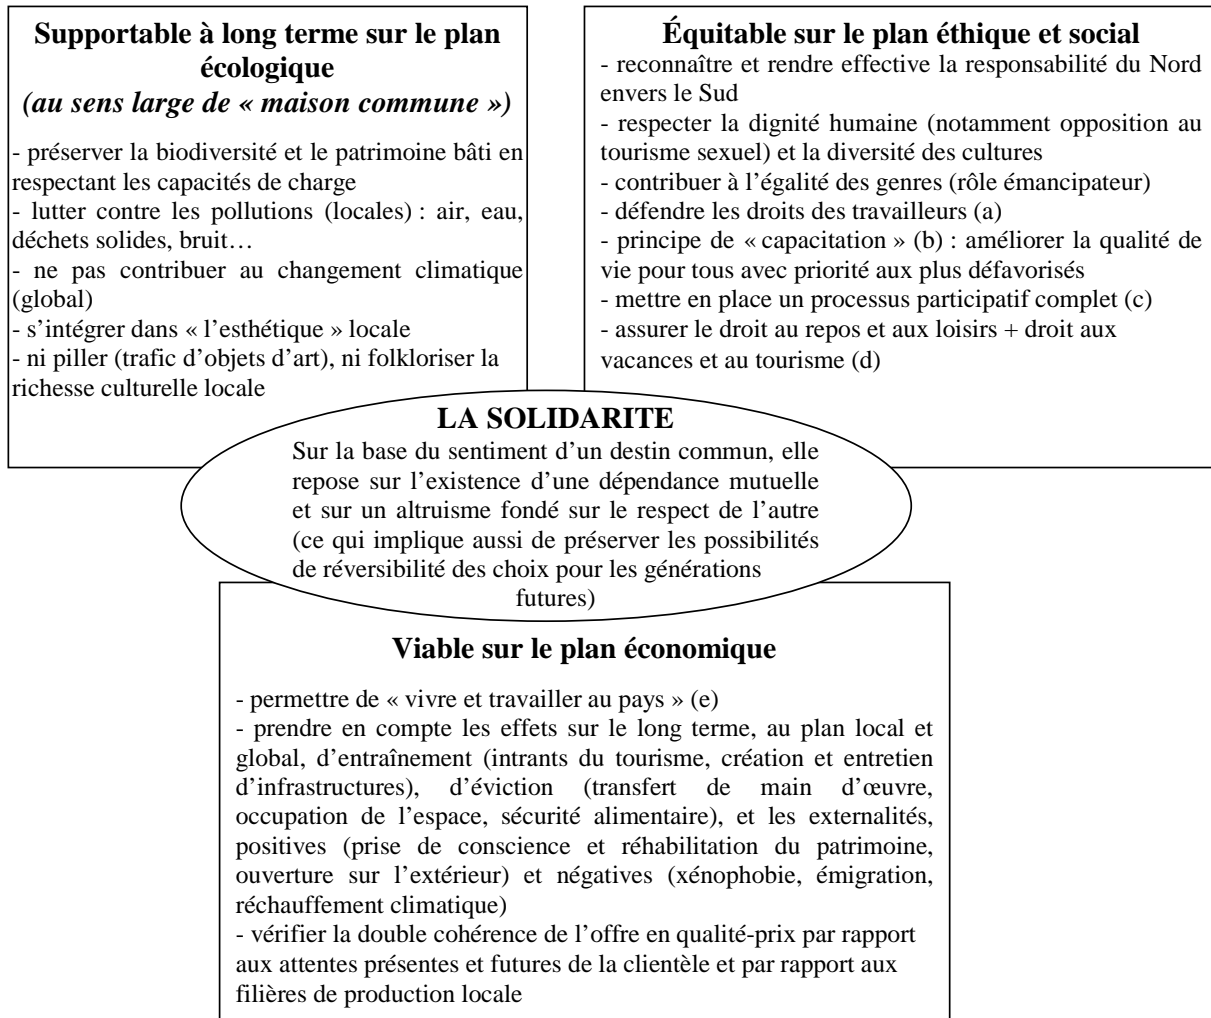 Supportable à long terme sur le plan
écologique
(au sens large de « maison commune »)
- préserver la biodiversité et le patrimoine bâti en
respectant les capacités de charge
- lutter contre les pollutions (locales) : air, eau,
déchets solides, bruit…
- ne pas contribuer au changement climatique
(global)
- s’intégrer dans « l’esthétique » locale
- ni piller (trafic d’objets d’art), ni folkloriser la
richesse culturelle locale
Équitable sur le plan éthique et social
- reconnaître et rendre effective la responsabilité du Nord
envers le Sud
- respecter la dignité humaine (notamment opposition au
tourisme sexuel) et la diversité des cultures
- contribuer à l’égalité des genres (rôle émancipateur)
- défendre les droits des travailleurs (a)
- principe de « capacitation » (b) : améliorer la qualité de
vie pour tous avec priorité aux plus défavorisés
- mettre en place un processus participatif complet (c)
- assurer le droit au repos et aux loisirs + droit aux
vacances et au tourisme (d)
LA SOLIDARITE
Sur la base du sentiment d’un destin commun, elle
repose sur l’existence d’une dépendance mutuelle
et sur un altruisme fondé sur le respect de l’autre
(ce qui implique aussi de préserver les possibilités
de réversibilité des choix pour les générations
futures)
Viable sur le plan économique
- permettre de « vivre et travailler au pays » (e)
- prendre en compte les effets sur le long terme, au plan local et
global, d’entraînement (intrants du tourisme, création et entretien
d’infrastructures), d’éviction (transfert de main d’œuvre,
occupation de l’espace, sécurité alimentaire), et les externalités,
positives (prise de conscience et réhabilitation du patrimoine,
ouverture sur l’extérieur) et négatives (xénophobie, émigration,
réchauffement climatique)
- vérifier la double cohérence de l’offre en qualité-prix par rapport
aux attentes présentes et futures de la clientèle et par rapport aux
filières de production locale